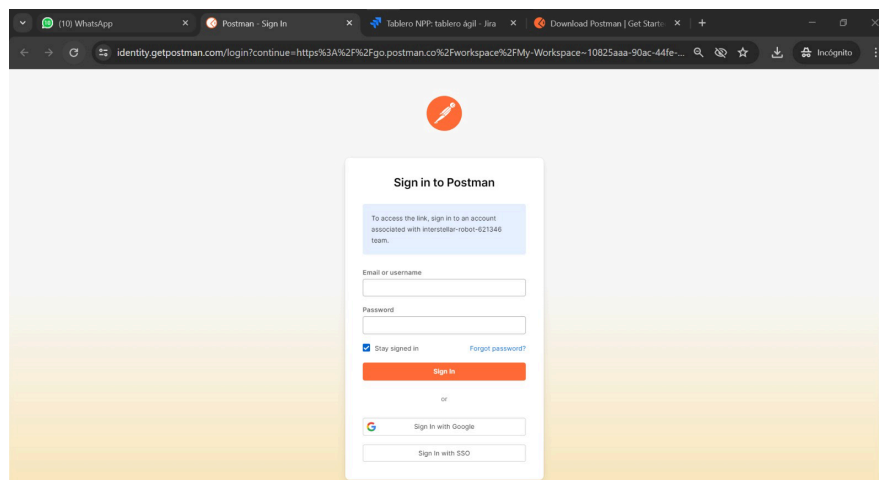 (10) WhatsApp
Postman - Sign In
Tablero NPP: tablero ágil - Jira
Download Postman | Get Starte
identity.getpostman.com/login?continue=https%3A%2F%2Fgo.postman.co%2Fworkspace%2FMy-Workspace~10825aaa-90ac-44fe-...
Incógnito
Sign in to Postman
To access the link, sign in to an account
associated with interstellar-robot-621346
team.
Email or username
Password
Stay signed in Forgot password?
Sign In
or
Sign In with Google
Sign In with SSO